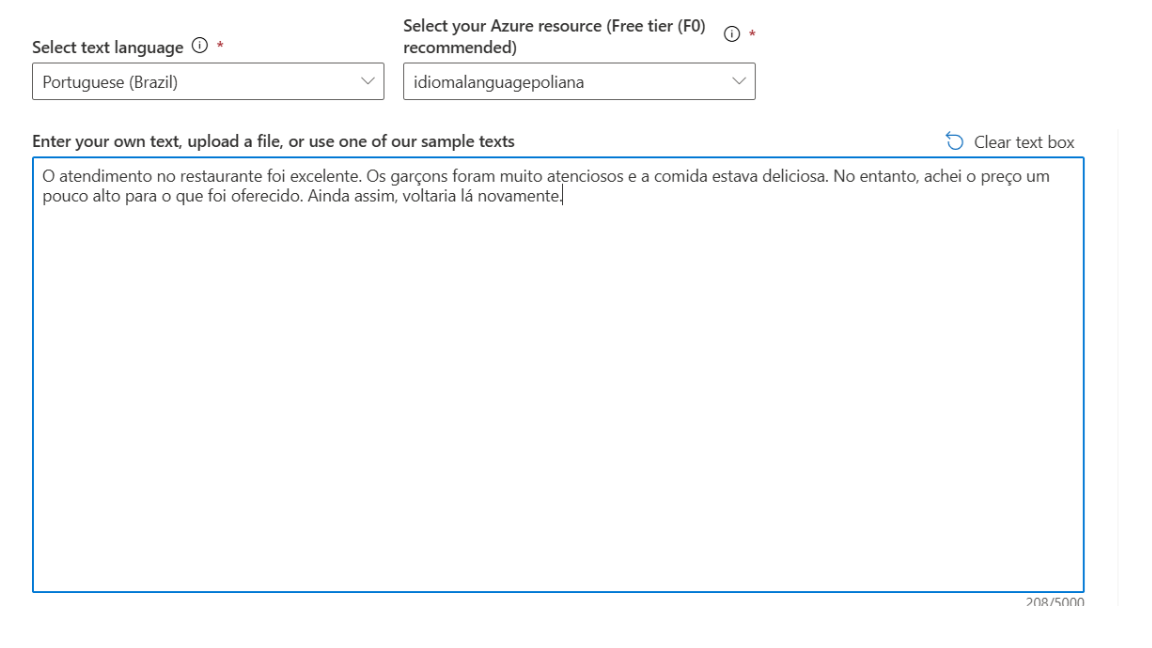 Select text language *
Select your Azure resource (Free tier (F0)
recommended) *
Portuguese (Brazil)
idiomalanguagepoliana
Enter your own text, upload a file, or use one of our sample texts
Clear text box
O atendimento no restaurante foi excelente. Os garçons foram muito atenciosos e a comida estava deliciosa. No entanto, achei o preço um
pouco alto para o que foi oferecido. Ainda assim, voltaria lá novamente.
208/5000